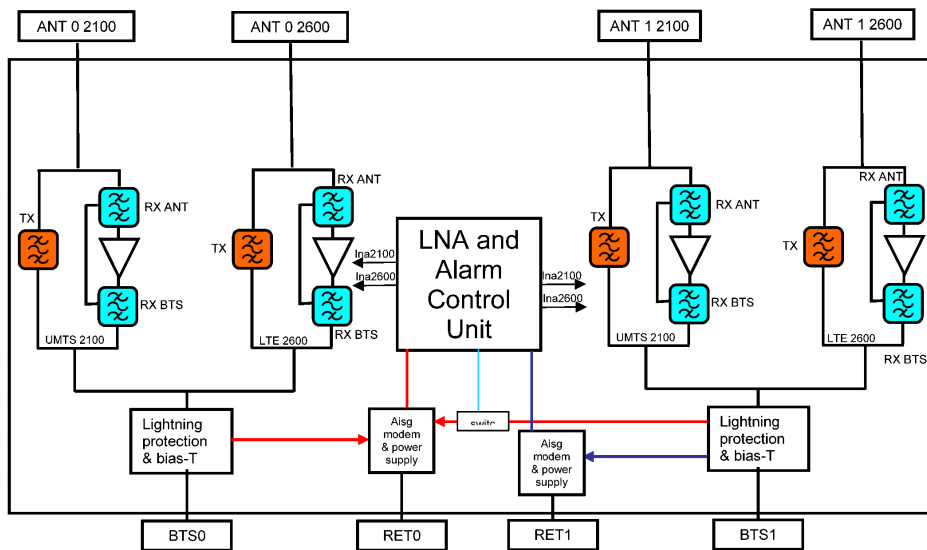 ANT 0 2100
ANT 0 2600
ANT 1 2100
ANT 1 2600
RX ANT
RX ANT
RX ANT
RX ANT
TX
TX
TX
TX
LNA and
Alarm
Control
Unit
lna2100
lna2600
lna2100
lna2600
RX BTS
RX BTS
RX BTS
RX BTS
UMTS 2100
LTE 2600
UMTS 2100
LTE 2600
Lightning
protection
& bias-T
Aisg
modem
& power
supply
switc
Aisg
modem
& power
supply
Lightning
protection
& bias-T
BTS0
RET0
RET1
BTS1